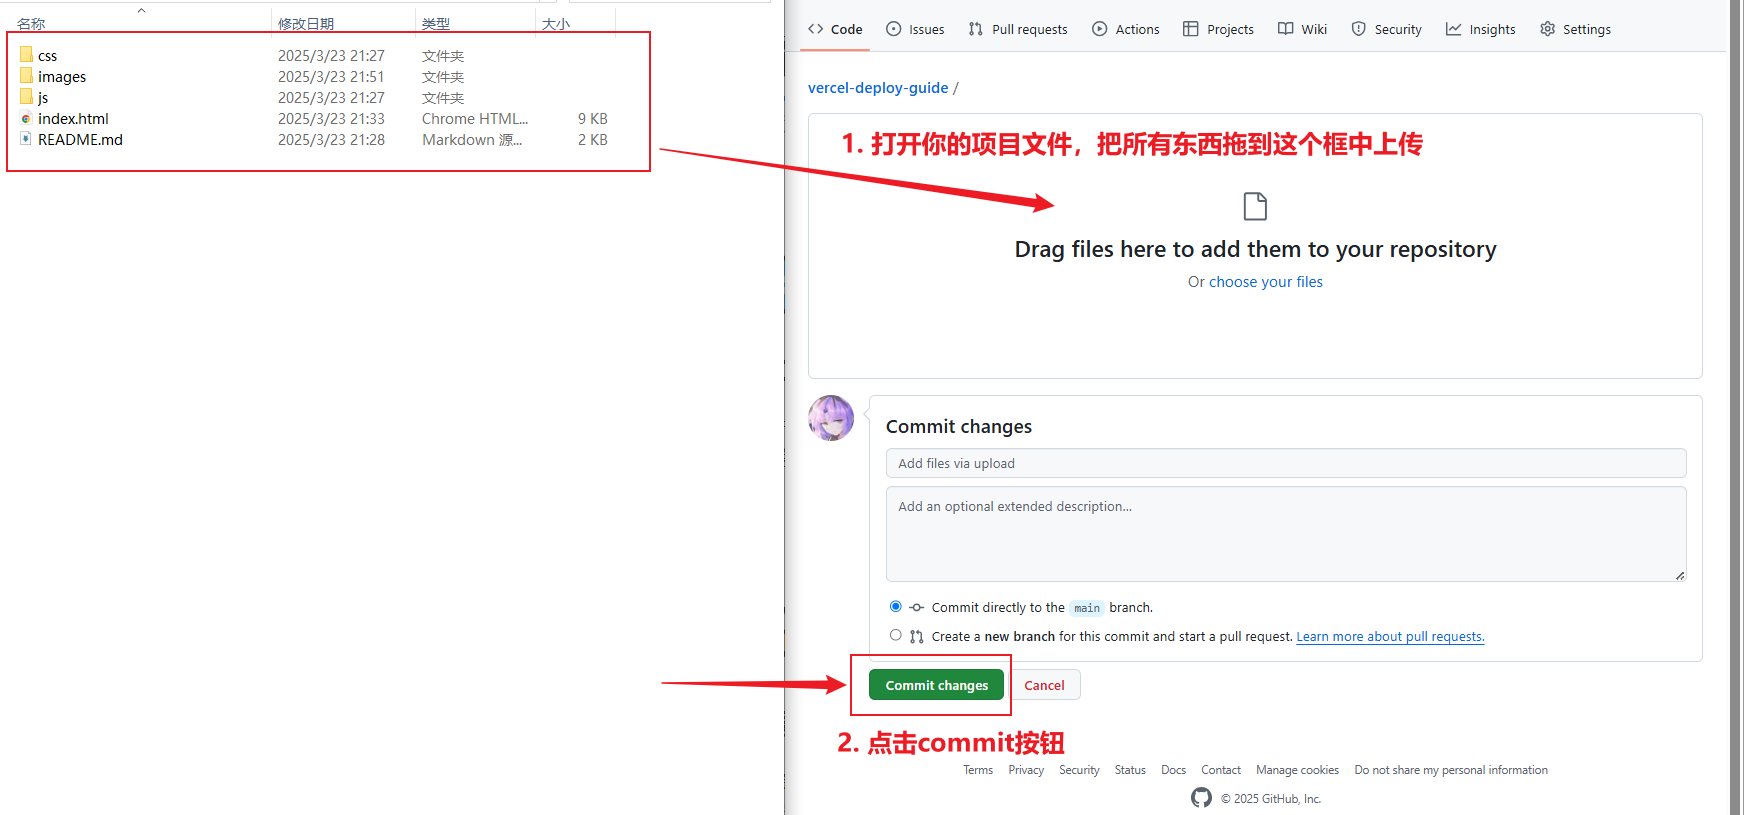 名称 修改日期 类型 大小
css 2025/3/23 21:27 文件夹
images 2025/3/23 21:51 文件夹
js 2025/3/23 21:27 文件夹
index.html 2025/3/23 21:33 Chrome HTML... 9 KB
README.md 2025/3/23 21:28 Markdown 源... 2 KB
Code Issues Pull requests Actions Projects Wiki Security Insights Settings
vercel-deploy-guide /
1. 打开你的项目文件，把所有东西拖到这个框中上传
Drag files here to add them to your repository
Or choose your files
Commit changes
Add files via upload
Add an optional extended description...
Commit directly to the main branch.
Create a new branch for this commit and start a pull request. Learn more about pull requests.
Commit changes Cancel
2. 点击commit按钮
Terms Privacy Security Status Docs Contact Manage cookies Do not share my personal information
© 2025 GitHub, Inc.